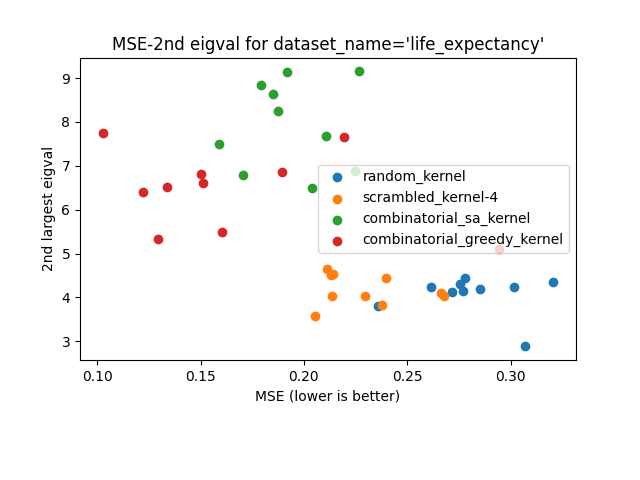 MSE-2nd eigval for dataset_name='life_expectancy'
9
8
7
6
5
4
3
2nd largest eigval
random_kernel
scrambled_kernel-4
combinatorial_sa_kernel
combinatorial_greedy_kernel
0.10 0.15 0.20 0.25 0.30
MSE (lower is better)